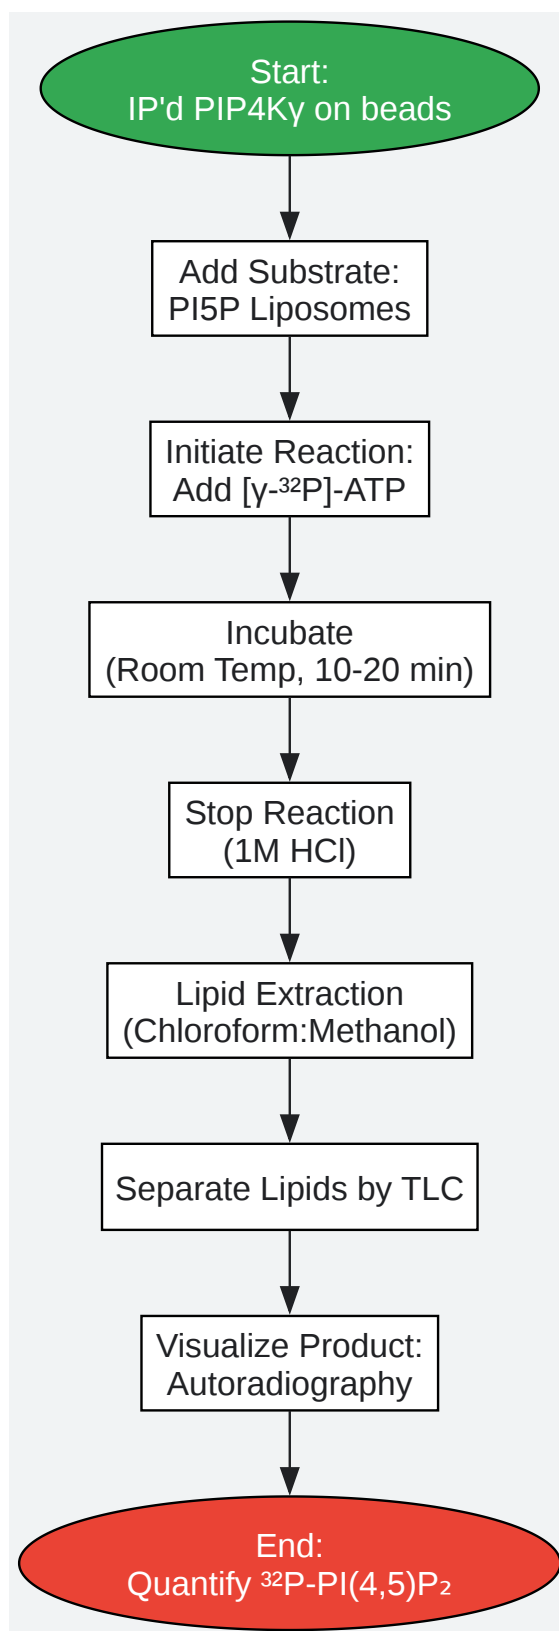 Start:
IP'd PIP4Kγ on beads
Add Substrate:
PI5P Liposomes
Initiate Reaction:
Add [γ-³²P]-ATP
Incubate
(Room Temp, 10-20 min)
Stop Reaction
(1M HCl)
Lipid Extraction
(Chloroform:Methanol)
Separate Lipids by TLC
Visualize Product:
Autoradiography
End:
Quantify ³²P-PI(4,5)P₂